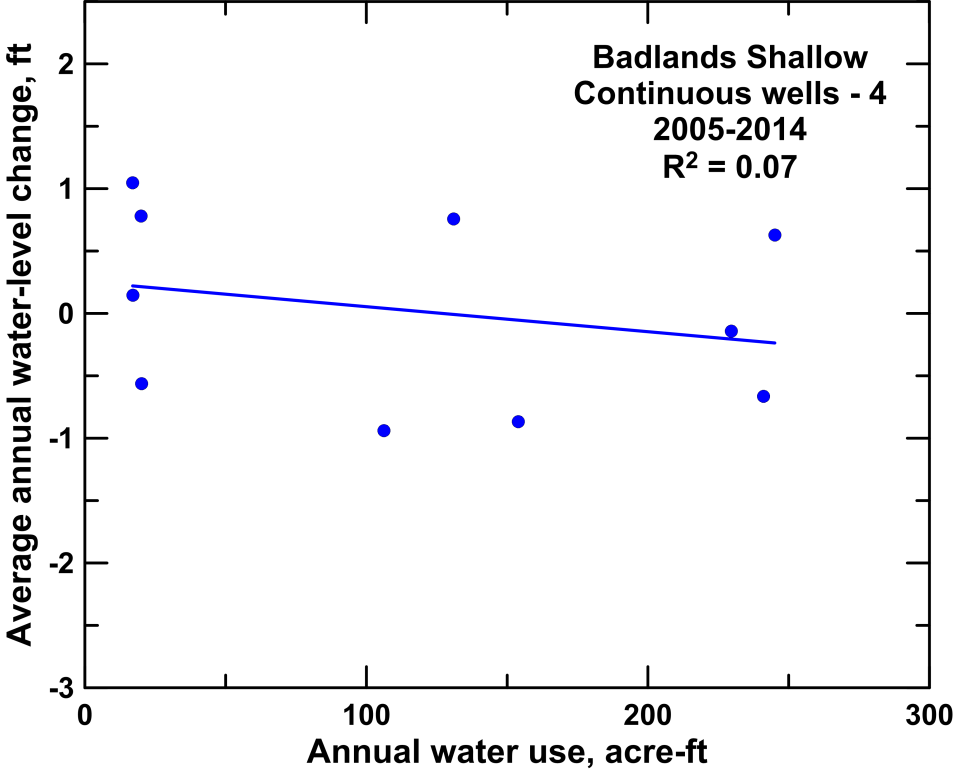 Badlands Shallow
Continuous wells - 4
2005-2014
R² = 0.07
Average annual water-level change, ft
2
1
0
-1
-2
-3
0 100 200 300
Annual water use, acre-ft